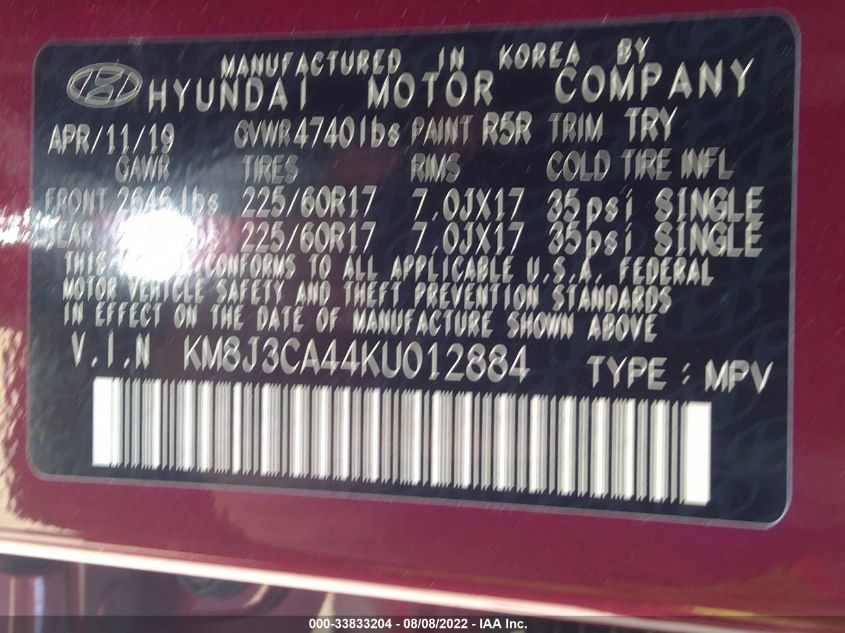 MANUFACTURED IN KOREA BY
HYUNDAI MOTOR COMPANY
APR/11/19 GVWR 4740lbs PAINT R5R TRIM TRY
GAWR TIRES RIMS COLD TIRE INFL
FRONT 2646lbs 225/60R17 7.0JX17 35psi SINGLE
REAR 225/60R17 7.0JX17 35psi SINGLE
THIS CONFORMS TO ALL APPLICABLE U.S.A. FEDERAL
MOTOR VEHICLE SAFETY AND THEFT PREVENTION STANDARDS
IN EFFECT ON THE DATE OF MANUFACTURE SHOWN ABOVE
V.I.N KM8J3CA44KU012884 TYPE : MPV
000-33833204 - 08/08/2022 - IAA Inc.